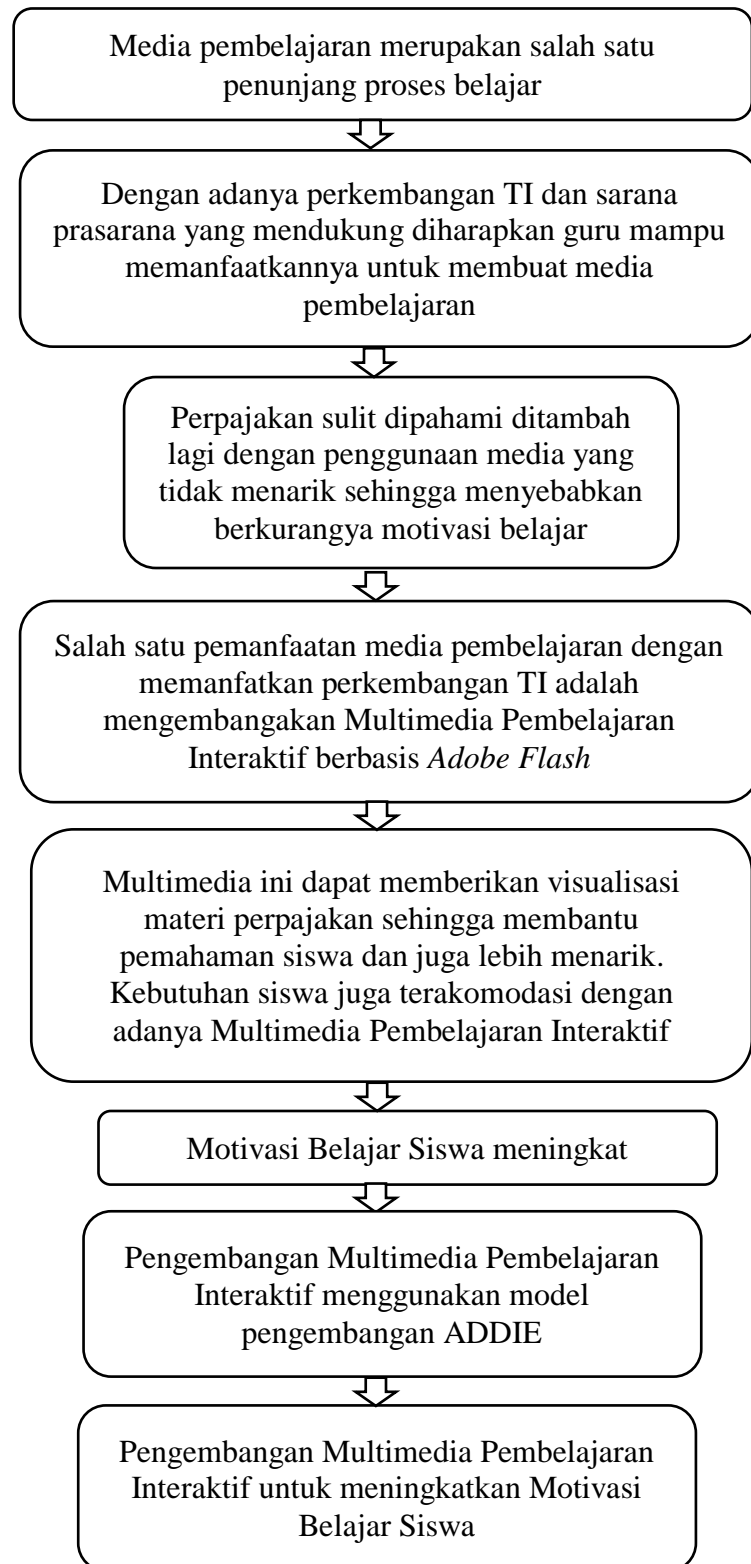 Media pembelajaran merupakan salah satu
penunjang proses belajar
Dengan adanya perkembangan TI dan sarana
prasarana yang mendukung diharapkan guru mampu
memanfaatkannya untuk membuat media
pembelajaran
Perpajakan sulit dipahami ditambah
lagi dengan penggunaan media yang
tidak menarik sehingga menyebabkan
berkurangya motivasi belajar
Salah satu pemanfaatan media pembelajaran dengan
memanfatkan perkembangan TI adalah
mengembangakan Multimedia Pembelajaran
Interaktif berbasis Adobe Flash
Multimedia ini dapat memberikan visualisasi
materi perpajakan sehingga membantu
pemahaman siswa dan juga lebih menarik.
Kebutuhan siswa juga terakomodasi dengan
adanya Multimedia Pembelajaran Interaktif
Motivasi Belajar Siswa meningkat
Pengembangan Multimedia Pembelajaran
Interaktif menggunakan model
pengembangan ADDIE
Pengembangan Multimedia Pembelajaran
Interaktif untuk meningkatkan Motivasi
Belajar Siswa